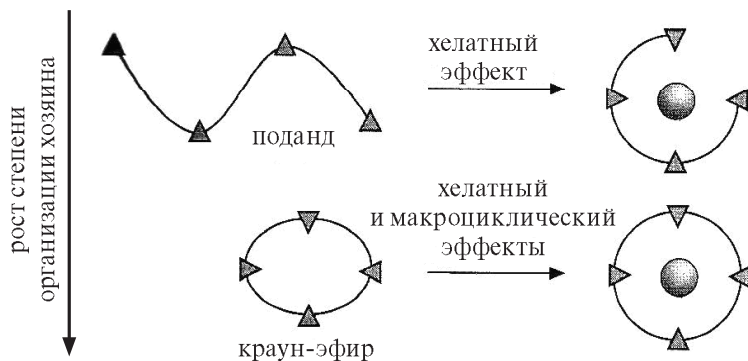 рост степени
организации хозяина
поданд
хелатный
эффект
краун-эфир
хелатный
и макроциклический
эффекты